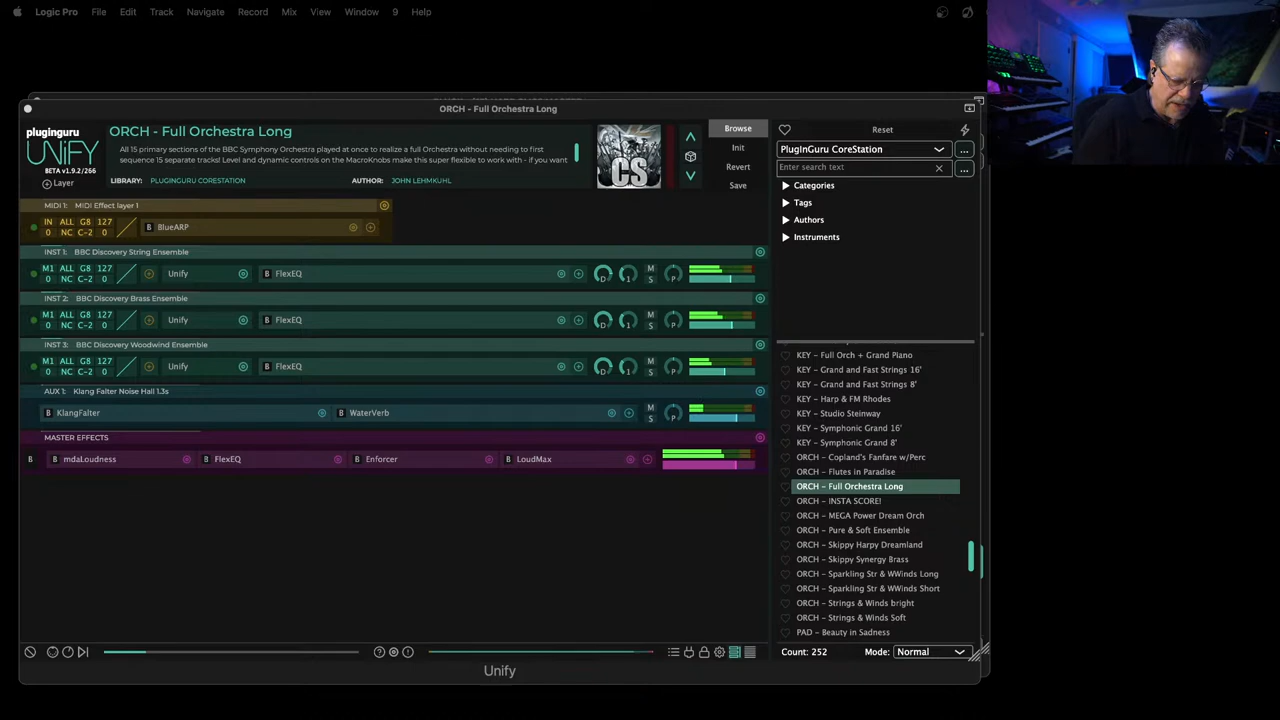 Logic Pro File Edit Track Navigate Record Mix View Window 9 Help
ORCH - Full Orchestra Long
pluginguru
UNiFY
BETA v1.9.2/266
Layer
ORCH - Full Orchestra Long
All 15 primary sections of the BBC Symphony Orchestra played at once to realize a full Orchestra without needing to first
sequence 15 separate tracks! Level and dynamic controls on the MacroKnobs make this super flexible to work with - if you want
LIBRARY: PLUGINGURU CORESTATION AUTHOR: JOHN LEHMKUHL
CS
Browse
Init
Revert
Save
Reset
PlugInGuru CoreStation
...
Enter search text
...
Categories
Tags
Authors
Instruments
MIDI 1: MIDI Effect layer 1
IN ALL G8 127
0 NC C-2 0
B BlueARP
INST 1: BBC Discovery String Ensemble
M1 ALL G8 127
0 NC C-2 0
Unify B FlexEQ D 1 M S P
INST 2: BBC Discovery Brass Ensemble
M1 ALL G8 127
0 NC C-2 0
Unify B FlexEQ D 1 M S P
INST 3: BBC Discovery Woodwind Ensemble
M1 ALL G8 127
0 NC C-2 0
Unify B FlexEQ D 1 M S P
AUX 1: Klang Falter Noise Hall 1.3s
B KlangFalter B WaterVerb M S P
MASTER EFFECTS
B B mdaLoudness B FlexEQ B Enforcer B LoudMax
KEY - Full Orch + Grand Piano
KEY - Grand and Fast Strings 16'
KEY - Grand and Fast Strings 8'
KEY - Harp & FM Rhodes
KEY - Studio Steinway
KEY - Symphonic Grand 16'
KEY - Symphonic Grand 8'
ORCH - Copland's Fanfare w/Perc
ORCH - Flutes in Paradise
ORCH - Full Orchestra Long
ORCH - INSTA SCORE!
ORCH - MEGA Power Dream Orch
ORCH - Pure & Soft Ensemble
ORCH - Skippy Harpy Dreamland
ORCH - Skippy Synergy Brass
ORCH - Sparkling Str & WWinds Long
ORCH - Sparkling Str & WWinds Short
ORCH - Strings & Winds bright
ORCH - Strings & Winds Soft
PAD - Beauty in Sadness
Count: 252 Mode: Normal
Unify